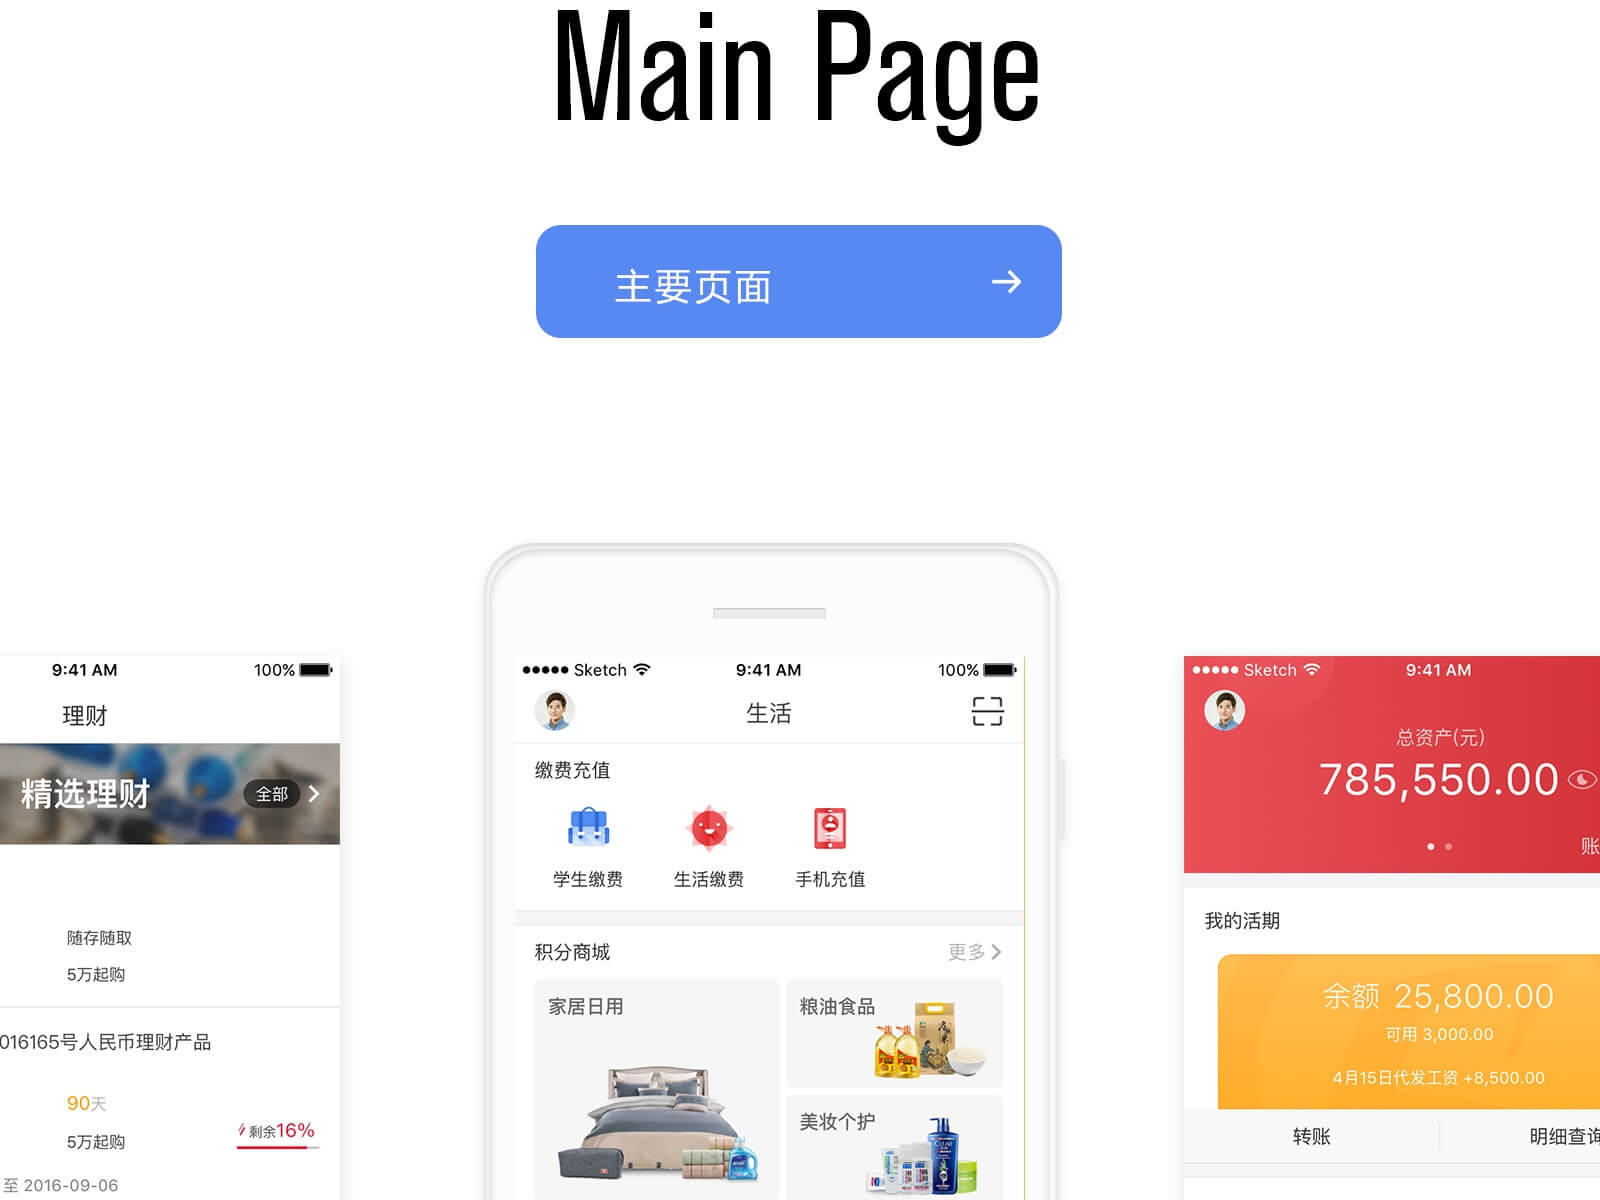 Main Page
主要页面
9:41 AM 100%
理财
精选理财 全部
随存随取
5万起购
016165号人民币理财产品
90天
5万起购 剩余16%
至 2016-09-06
Sketch 9:41 AM 100%
生活
缴费充值
学生缴费 生活缴费 手机充值
积分商城 更多
家居日用 粮油食品
美妆个护
CLEAR
Sketch 9:41 AM
总资产(元)
785,550.00
账
我的活期
余额 25,800.00
可用 3,000.00
4月15日代发工资 +8,500.00
转账 明细查询